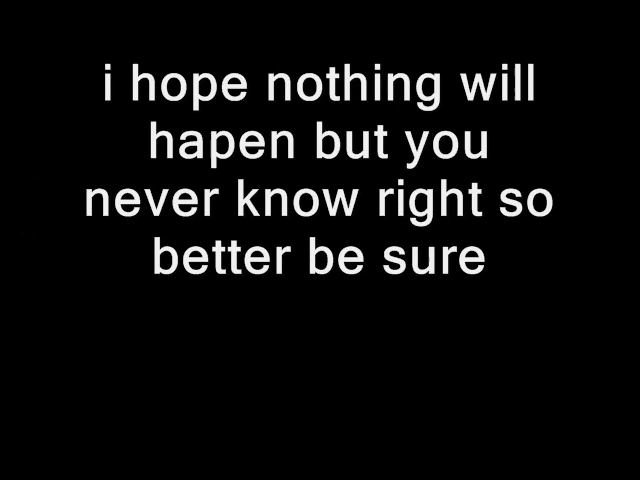 i hope nothing will
hapen but you
never know right so
better be sure